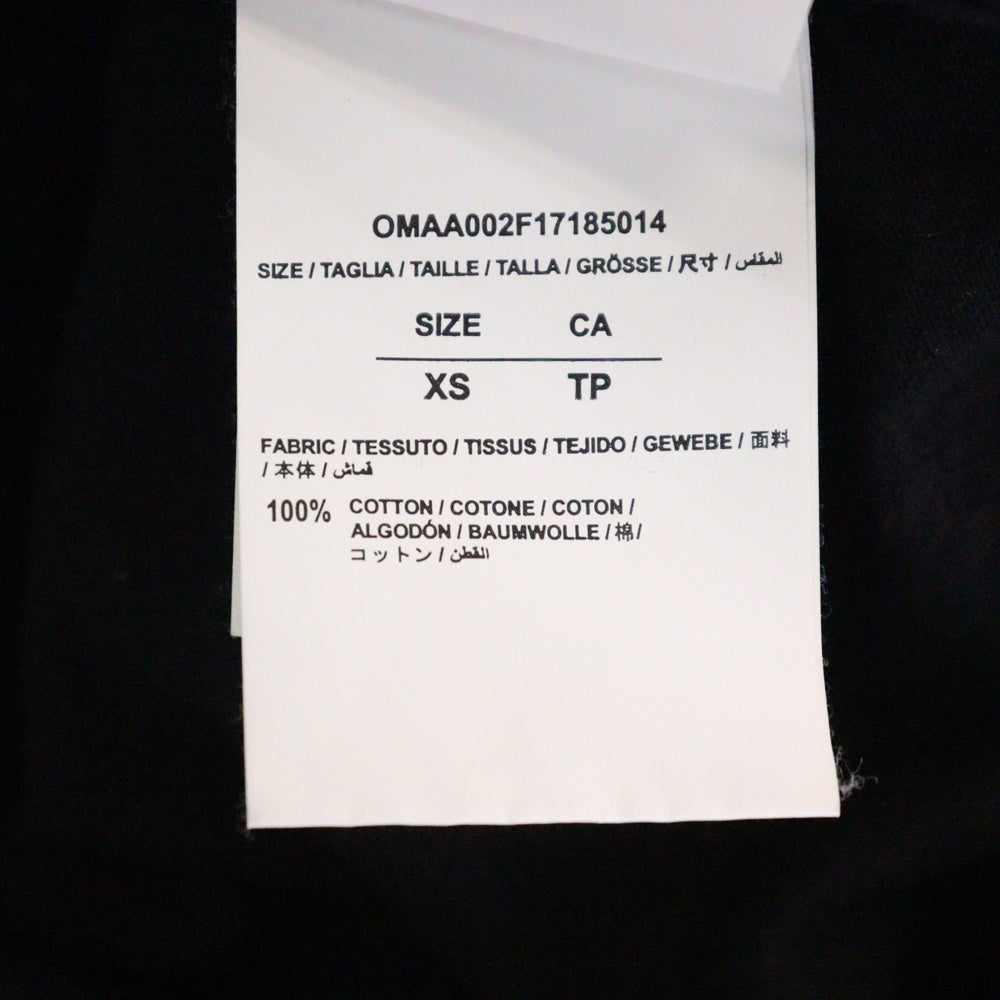 OMAA002F17185014
SIZE / TAGLIA / TAILLE / TALLA / GRÖSSE / 尺寸 / المقاس
SIZE CA
XS TP
FABRIC / TESSUTO / TISSUS / TEJIDO / GEWEBE / 面料
/ 本体 / قماش
100% COTTON / COTONE / COTON /
ALGODÓN / BAUMWOLLE / 棉 /
コットン / القطن